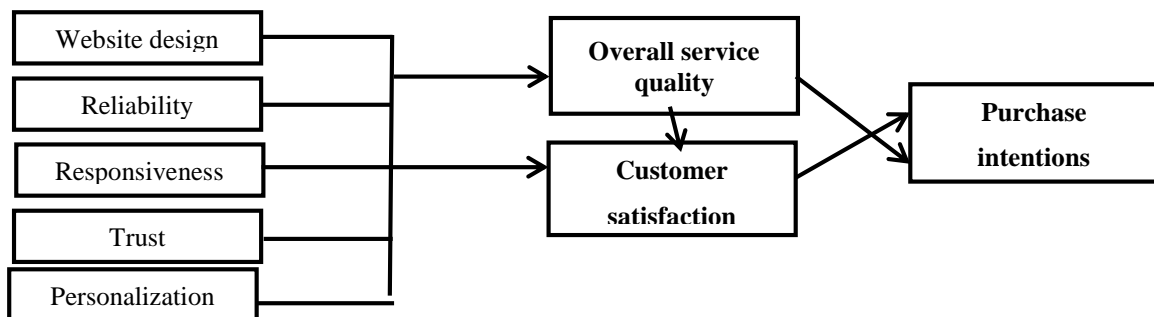 Website design
Reliability
Responsiveness
Trust
Personalization
Overall service
quality
Customer
satisfaction
Purchase
intentions